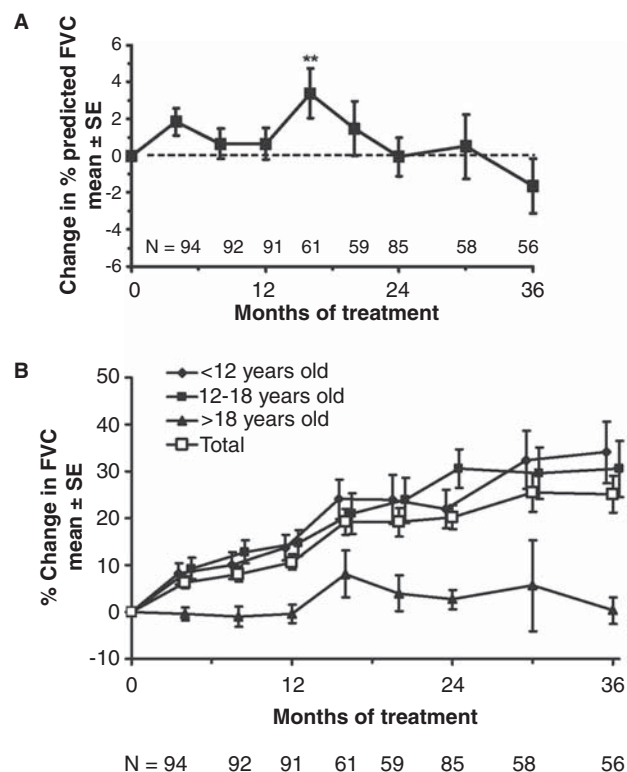 A
Change in % predicted FVC
mean ± SE
6
4
2
0
-2
-4
-6
**
N = 94 92 91 61 59 85 58 56
0 12 24 36
Months of treatment
B
% Change in FVC
mean ± SE
50
40
30
20
10
0
-10
<12 years old
12-18 years old
>18 years old
Total
0 12 24 36
Months of treatment
N = 94 92 91 61 59 85 58 56